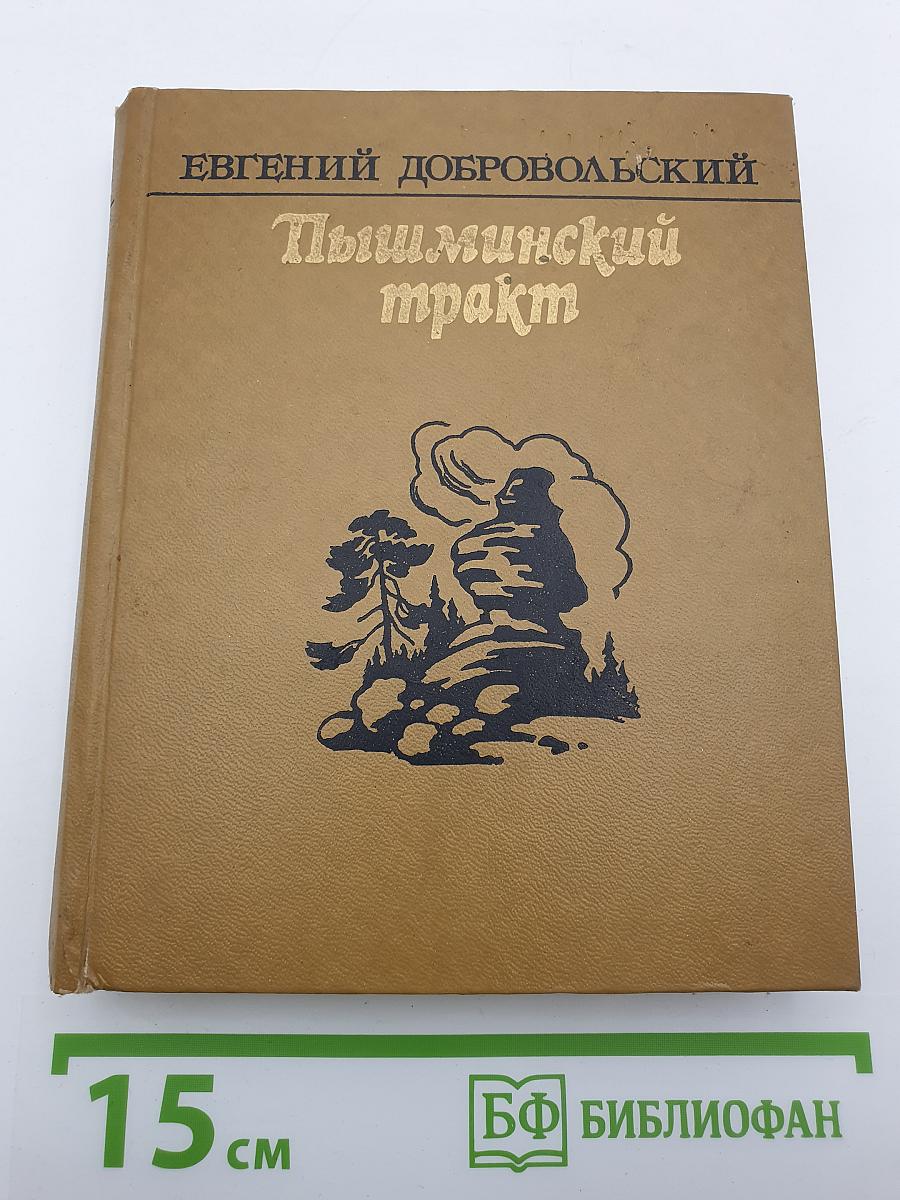 ЕВГЕНИЙ ДОБРОВОЛЬСКИЙ
Пышминский
тракт
15 см
БФ БИБЛИОФАН